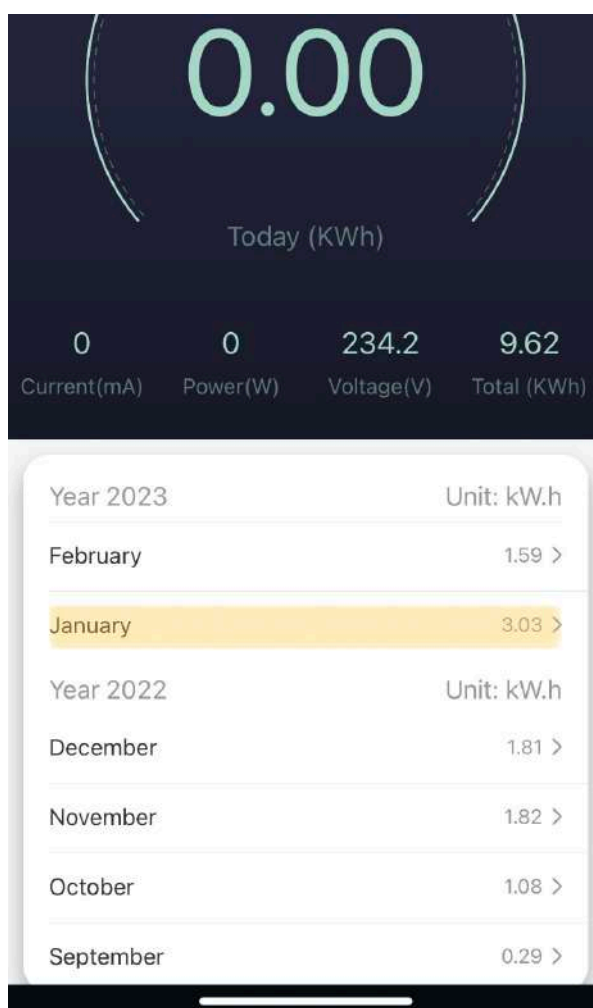 0.00
Today (KWh)
0 0 234.2 9.62
Current(mA) Power(W) Voltage(V) Total (KWh)
Year 2023 Unit: kW.h
February 1.59 >
January 3.03 >
Year 2022 Unit: kW.h
December 1.81 >
November 1.82 >
October 1.08 >
September 0.29 >